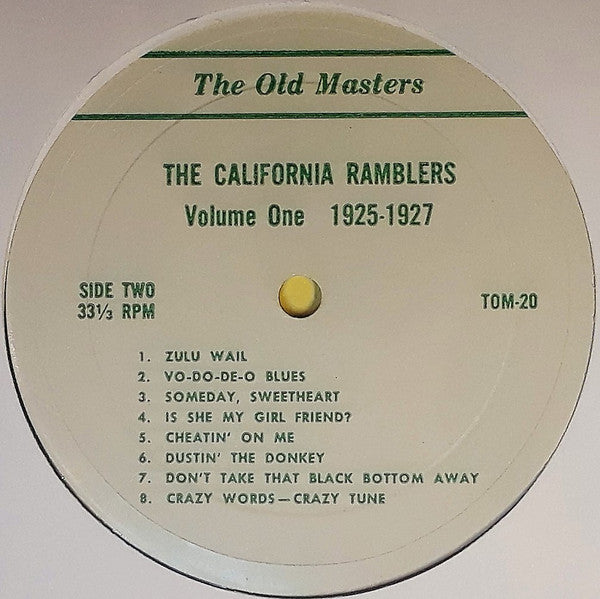 The Old Masters
THE CALIFORNIA RAMBLERS
Volume One 1925-1927
SIDE TWO
33⅓ RPM
TOM-20
1. ZULU WAIL
2. VO-DO-DE-O BLUES
3. SOMEDAY, SWEETHEART
4. IS SHE MY GIRL FRIEND?
5. CHEATIN' ON ME
6. DUSTIN' THE DONKEY
7. DON'T TAKE THAT BLACK BOTTOM AWAY
8. CRAZY WORDS—CRAZY TUNE